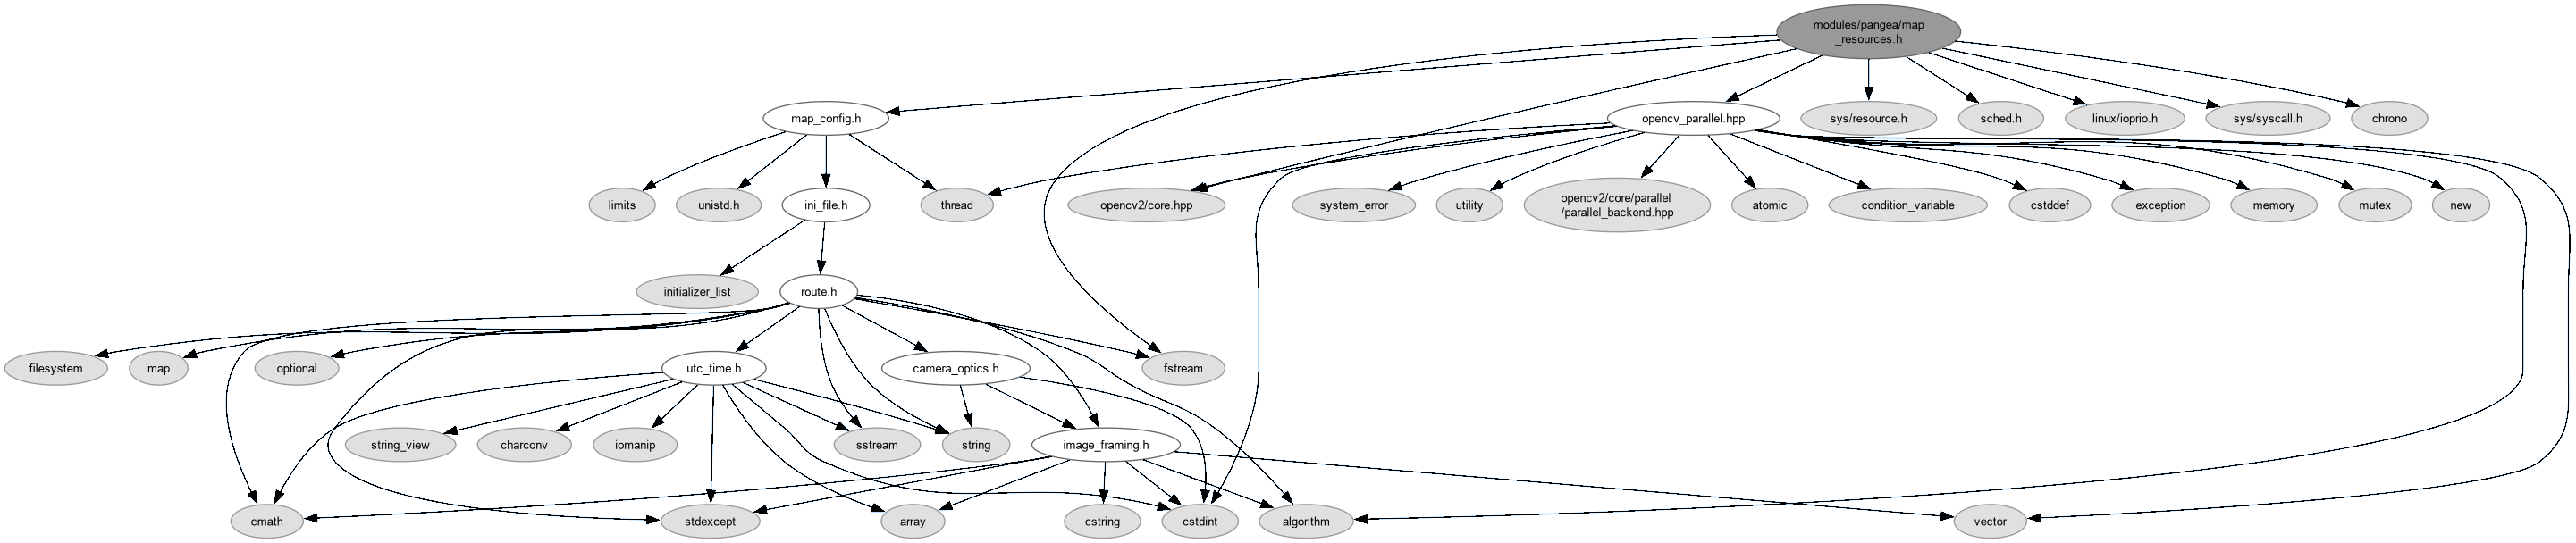 modules/pangea/map
_resources.h
map_config.h
opencv_parallel.hpp
sys/resource.h
sched.h
linux/ioprio.h
sys/syscall.h
chrono
limits
unistd.h
ini_file.h
thread
opencv2/core.hpp
system_error
utility
opencv2/core/parallel
/parallel_backend.hpp
atomic
condition_variable
cstddef
exception
memory
mutex
new
initializer_list
route.h
filesystem
map
optional
utc_time.h
camera_optics.h
fstream
string_view
charconv
iomanip
sstream
string
image_framing.h
cmath
stdexcept
array
cstring
cstdint
algorithm
vector